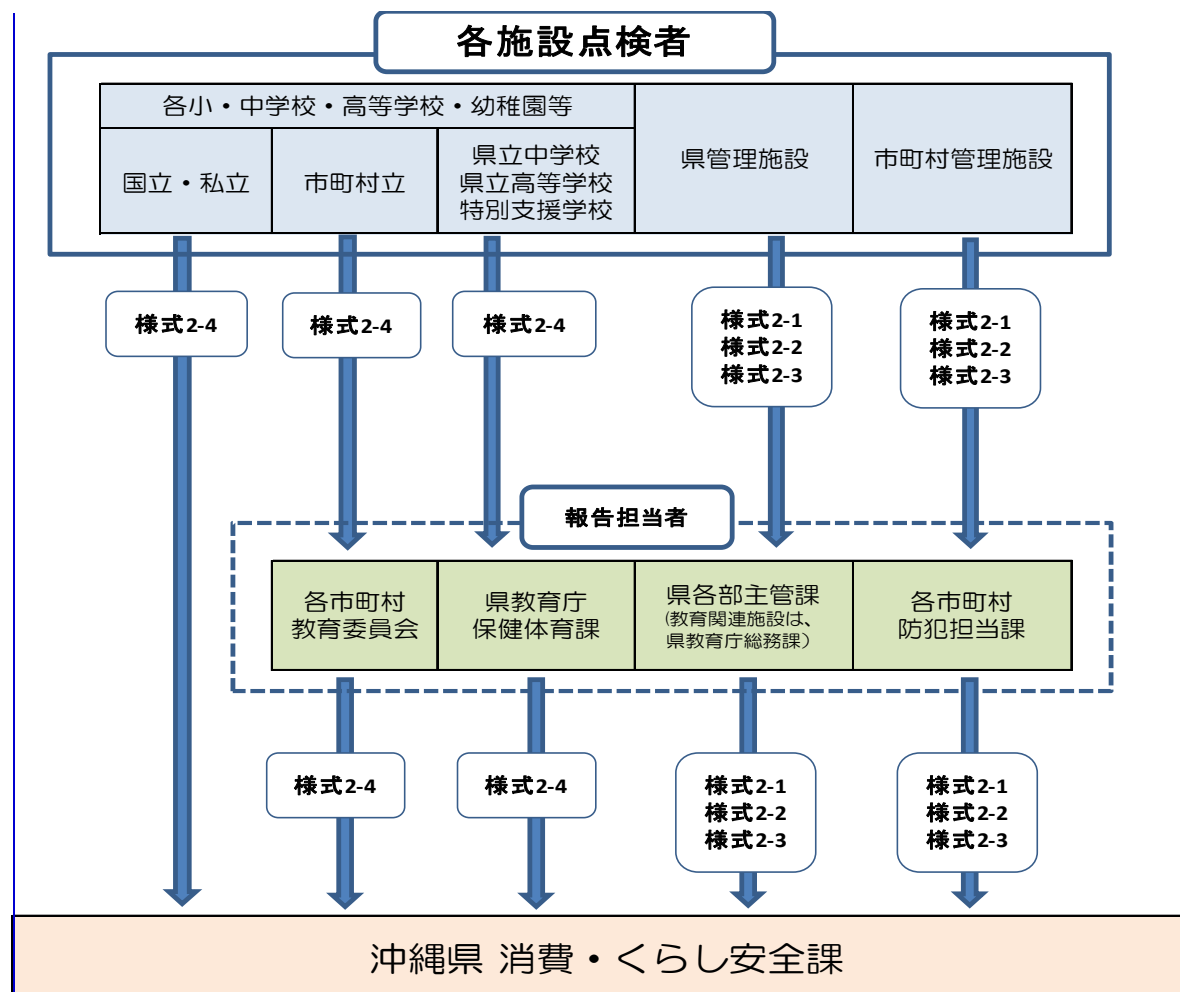 各施設点検者
各小・中学校・高等学校・幼稚園等
国立・私立
市町村立
県立中学校
県立高等学校
特別支援学校
県管理施設
市町村管理施設
様式2-4
様式2-4
様式2-4
様式2-1
様式2-2
様式2-3
様式2-1
様式2-2
様式2-3
報告担当者
各市町村
教育委員会
県教育庁
保健体育課
県各部主管課
(教育関連施設は、
県教育庁総務課)
各市町村
防犯担当課
様式2-4
様式2-4
様式2-1
様式2-2
様式2-3
様式2-1
様式2-2
様式2-3
沖縄県 消費・くらし安全課